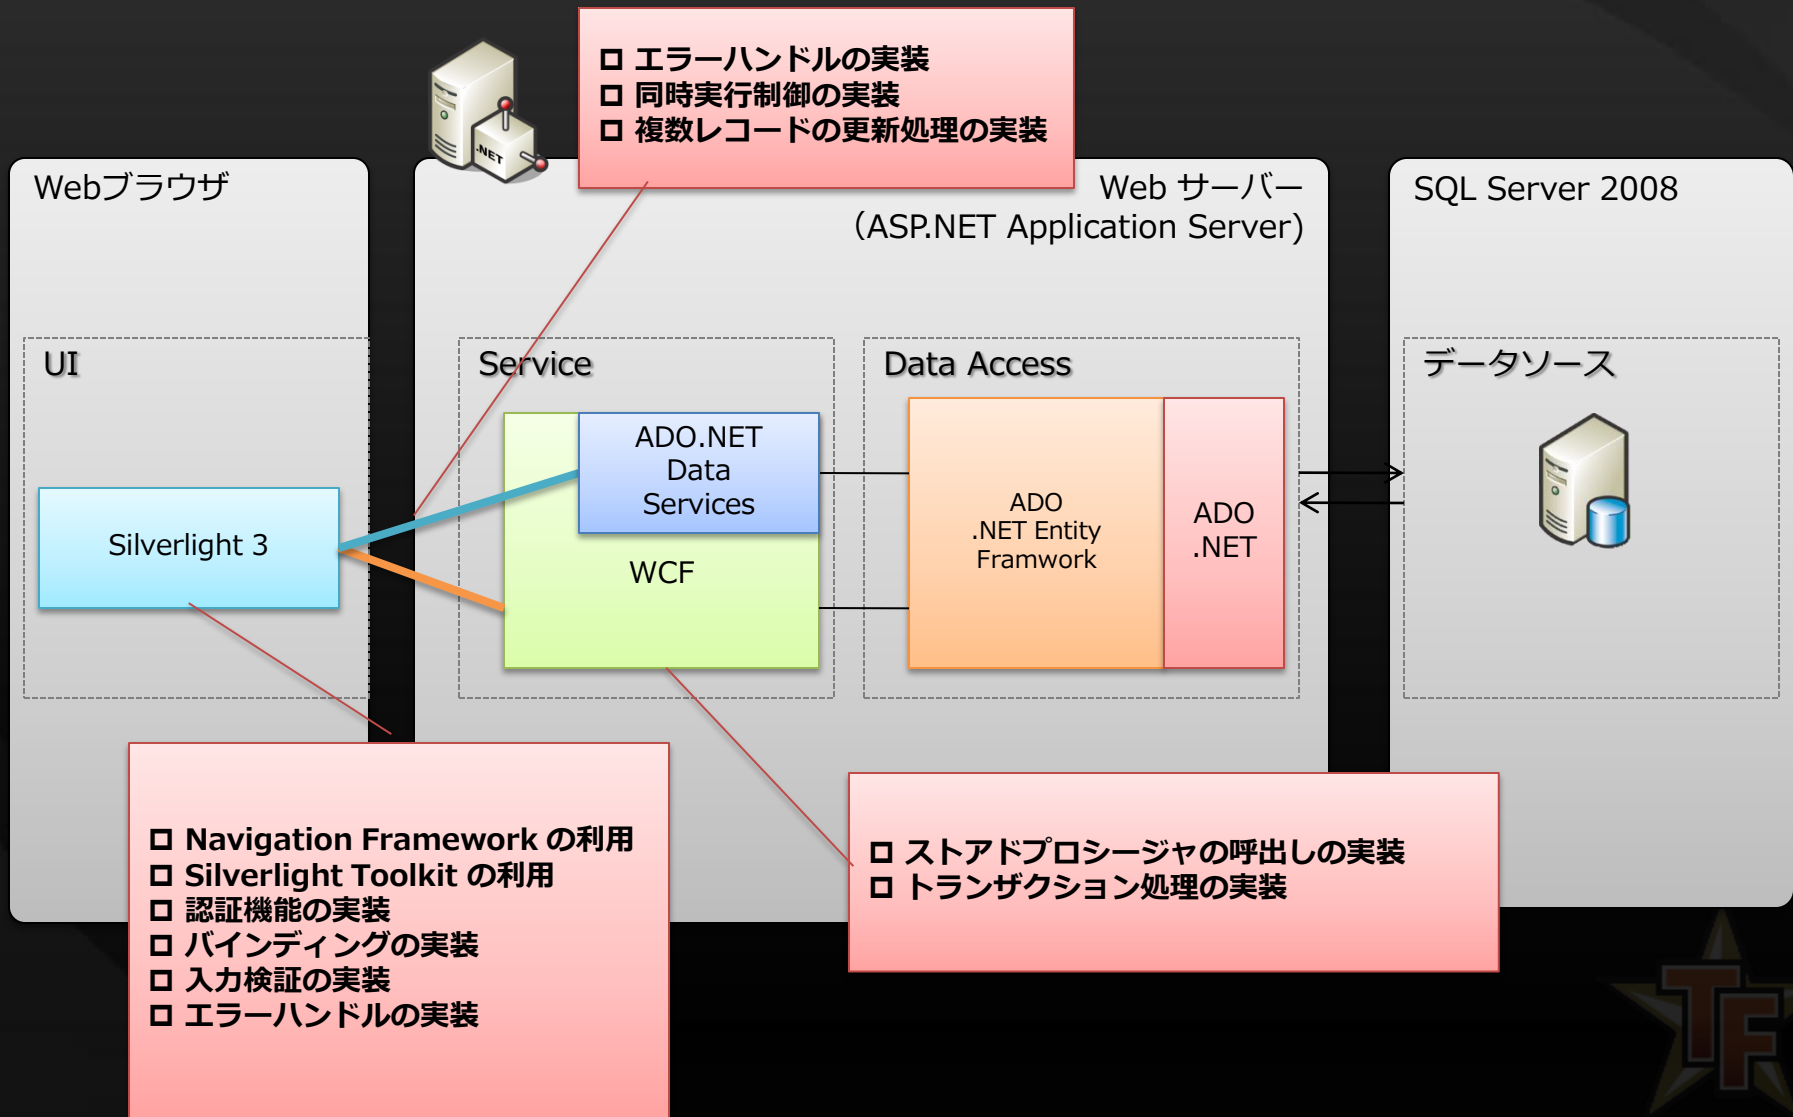 エラーハンドルの実装
同時実行制御の実装
複数レコードの更新処理の実装
.NET
Webブラウザ
Web サーバー
（ASP.NET Application Server)
SQL Server 2008
UI
Service
Data Access
データソース
ADO.NET
Data
Services
Silverlight 3
WCF
ADO
.NET Entity
Framwork
ADO
.NET
Navigation Framework の利用
Silverlight Toolkit の利用
認証機能の実装
バインディングの実装
入力検証の実装
エラーハンドルの実装
ストアドプロシージャの呼出しの実装
トランザクション処理の実装
TF